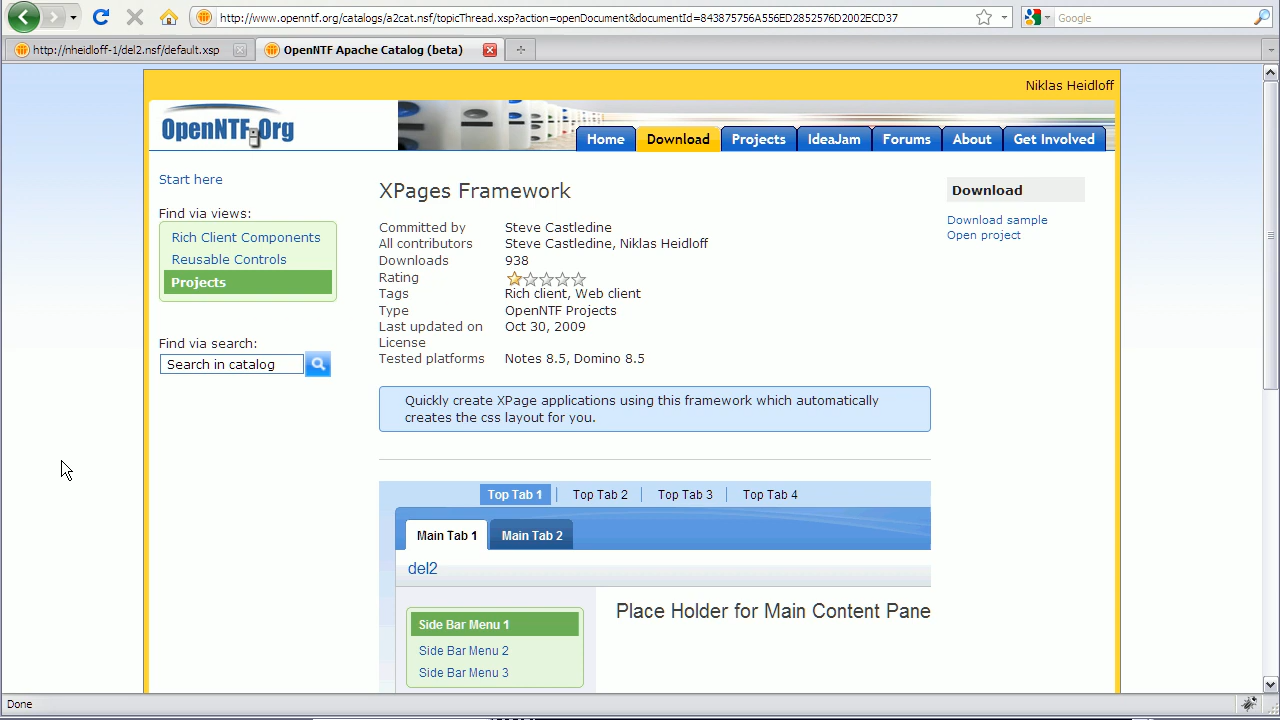 http://www.openntf.org/catalogs/a2cat.nsf/topicThread.xsp?action=openDocument&documentId=843875756A556ED2862576D2002ECD37
Google
http://nheidloff-1/del2.nsf/default.xsp
OpenNTF Apache Catalog (beta)
Niklas Heidloff
OpenNTF.Org
Home
Download
Projects
IdeaJam
Forums
About
Get Involved
Start here
Find via views:
Rich Client Components
Reusable Controls
Projects
Find via search:
Search in catalog
XPages Framework
Committed by Steve Castledine
All contributors Steve Castledine, Niklas Heidloff
Downloads 938
Rating
Tags Rich client, Web client
Type OpenNTF Projects
Last updated on Oct 30, 2009
License
Tested platforms Notes 8.5, Domino 8.5
Quickly create XPage applications using this framework which automatically
creates the css layout for you.
Top Tab 1
Top Tab 2
Top Tab 3
Top Tab 4
Main Tab 1
Main Tab 2
del2
Side Bar Menu 1
Side Bar Menu 2
Side Bar Menu 3
Place Holder for Main Content Pane
Download
Download sample
Open project
Done